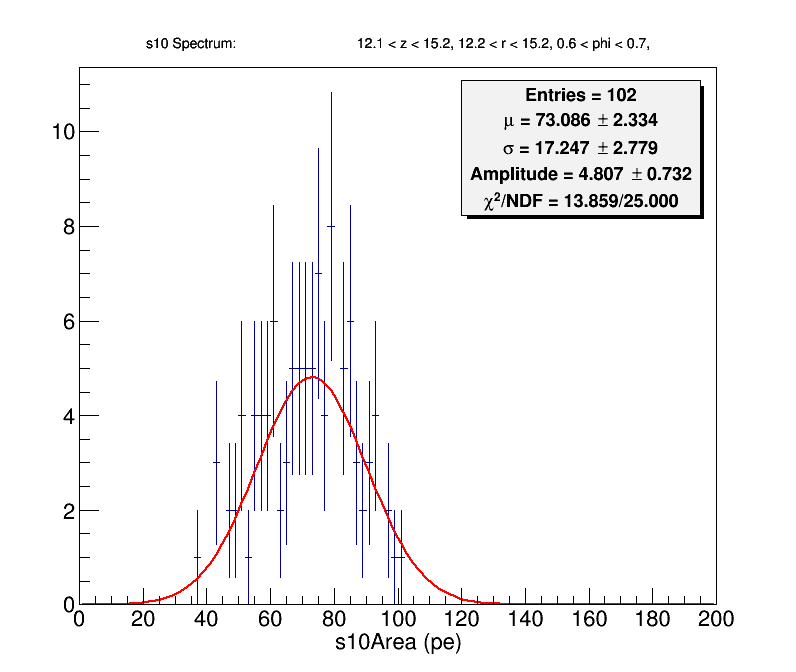 s10 Spectrum: 12.1 < z < 15.2, 12.2 < r < 15.2, 0.6 < phi < 0.7,
Entries = 102
μ = 73.086 ± 2.334
σ = 17.247 ± 2.779
Amplitude = 4.807 ± 0.732
χ²/NDF = 13.859/25.000
10
8
6
4
2
0
0 20 40 60 80 100 120 140 160 180 200
s10Area (pe)